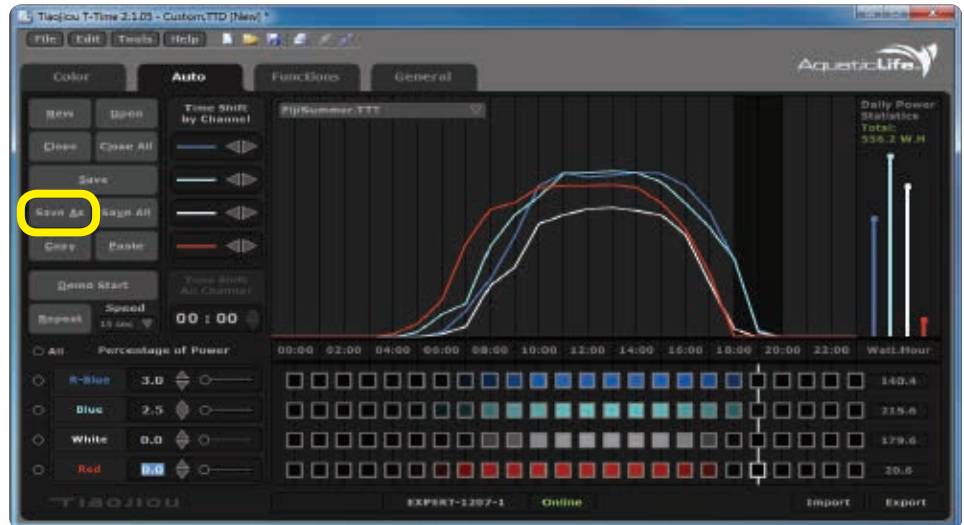 Tiaojiou T-Time 2:1.05 - Custom.TTD [New] *
File Edit Tools Help
AquaticLife
Color Auto Functions General
New Open Time Shift by Channel
Close Close All
Save
Save As Save All
Copy Paste
Demo Start Time Shift All Channel
Repeat Speed 15 sec 00 : 00
FijiSummer.TTT
Daily Power
Statistics
Total:
556.2 W.H
All Percentage of Power 00:00 02:00 04:00 06:00 08:00 10:00 12:00 14:00 16:00 18:00 20:00 22:00 Watt.Hour
R-Blue 3.0 140.4
Blue 2.5 215.6
White 0.0 179.6
Red 0.0 20.6
TIAOJIOU EXPERT-1207-1 Online Import Export